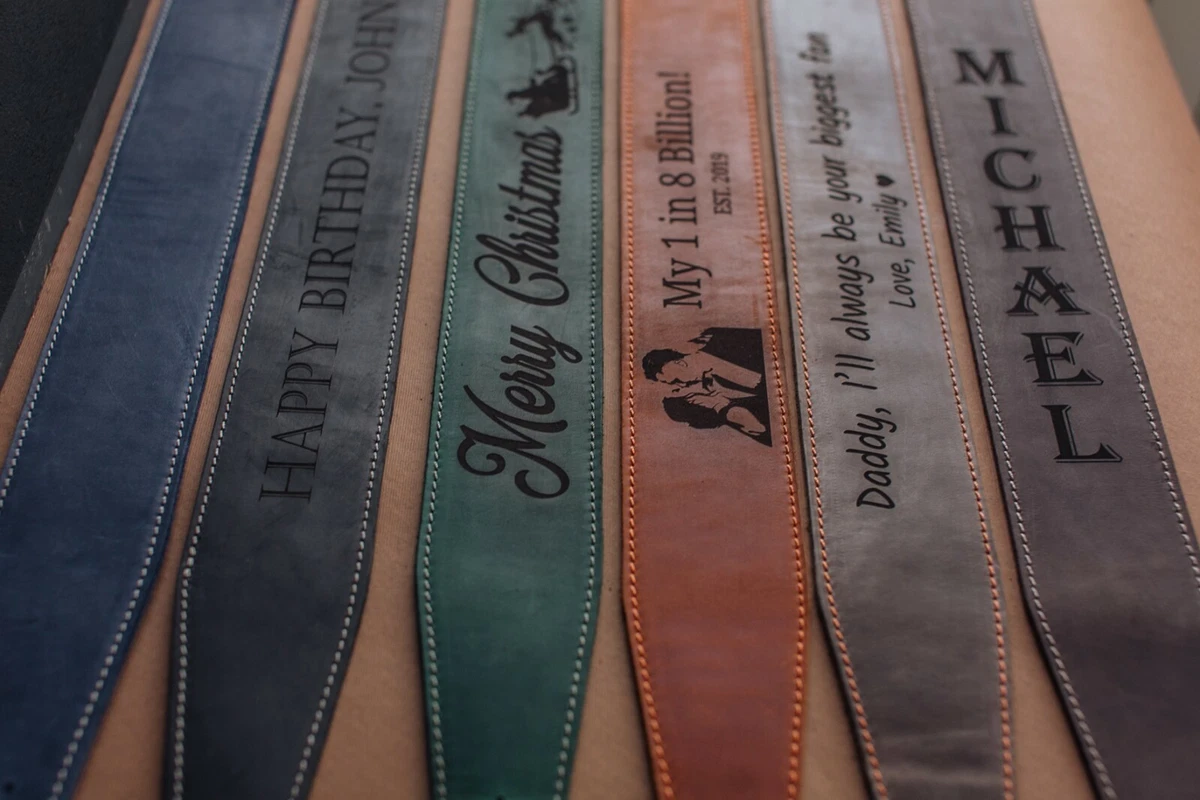 HAPPY BIRTHDAY, JOHN
Merry Christmas
My 1 in 8 Billion!
EST. 2019
Daddy, i'll always be your biggest fan
Love, Emily ♥
MICHAEL